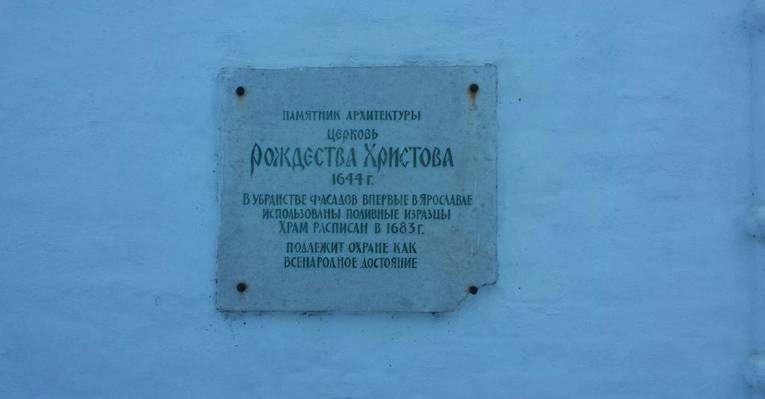 ПАМЯТНИК АРХИТЕКТУРЫ
ЦЕРКОВЬ
РОЖДЕСТВА ХРИСТОВА
1644 г.
В УБРАНСТВЕ ФАСАДОВ ВПЕРВЫЕ В ЯРОСЛАВЛЕ
ИСПОЛЬЗОВАНЫ ПОЛИВНЫЕ ИЗРАЗЦЫ
ХРАМ РАСПИСАН В 1683 г.
ПОДЛЕЖИТ ОХРАНЕ КАК
ВСЕНАРОДНОЕ ДОСТОЯНИЕ